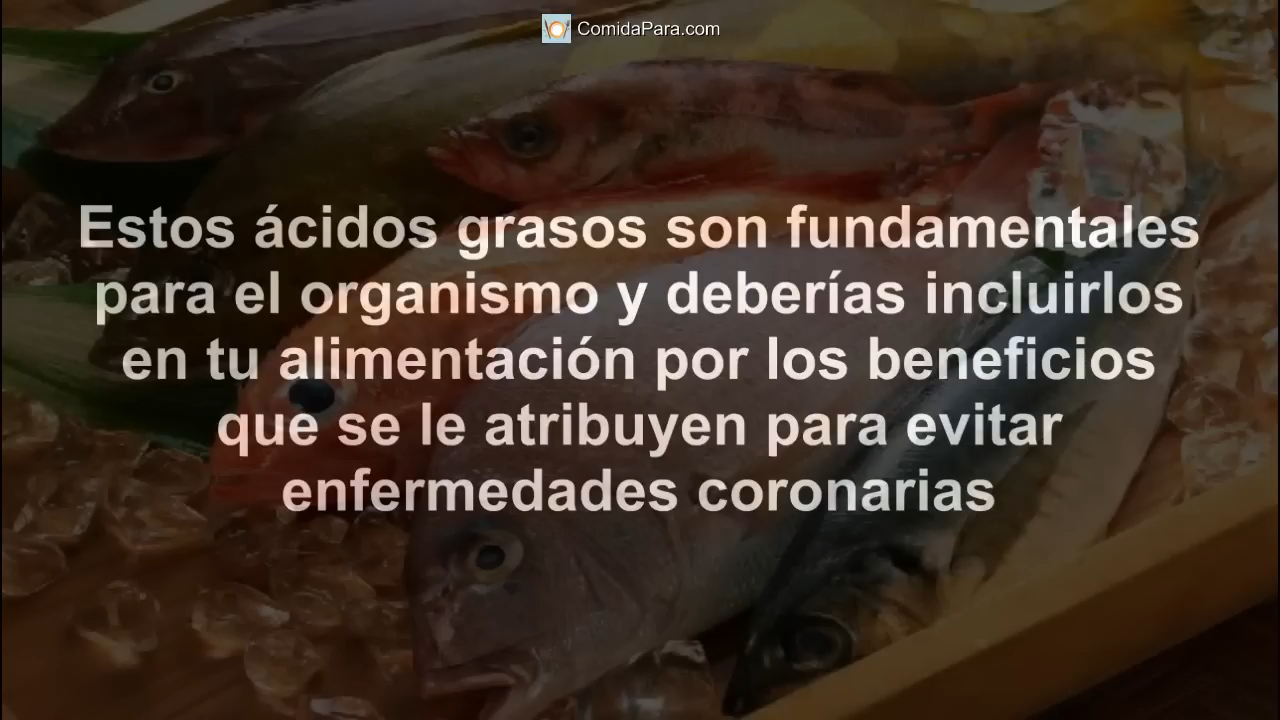 ComidaPara.com
Estos ácidos grasos son fundamentales
para el organismo y deberías incluirlos
en tu alimentación por los beneficios
que se le atribuyen para evitar
enfermedades coronarias